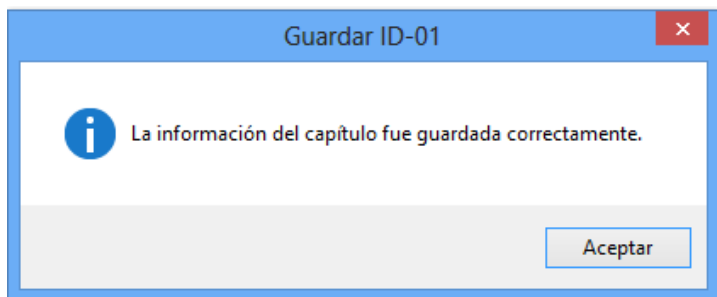 Guardar ID-01
La información del capítulo fue guardada correctamente.
Aceptar